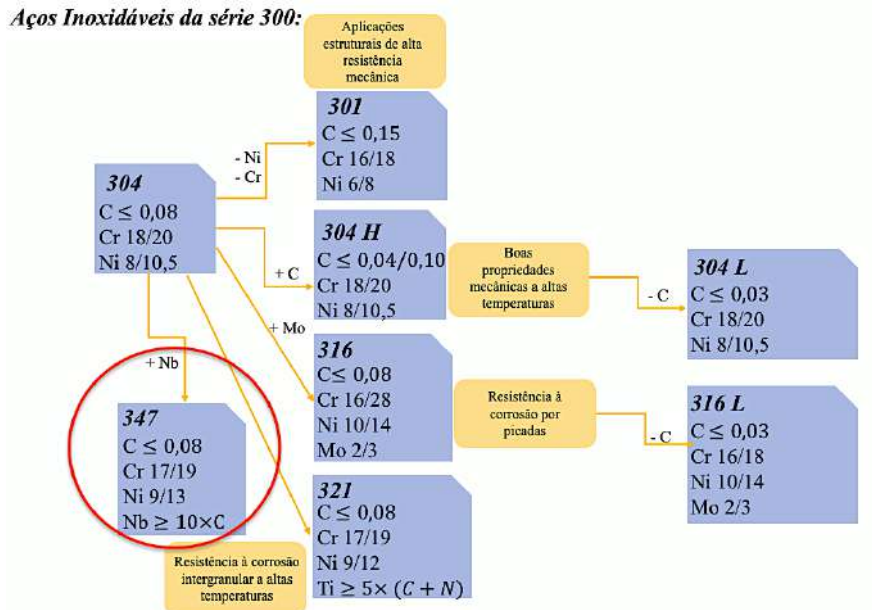 Aços Inoxidáveis da série 300:
Aplicações
estruturais de alta
resistência
mecânica
301
C ≤ 0,15
Cr 16/18
Ni 6/8
- Ni
- Cr
304
C ≤ 0,08
Cr 18/20
Ni 8/10,5
+ C
304 H
C ≤ 0,04/0,10
Cr 18/20
Ni 8/10,5
Boas
propriedades
mecânicas a altas
temperaturas
- C
304 L
C ≤ 0,03
Cr 18/20
Ni 8/10,5
+ Mo
316
C≤ 0,08
Cr 16/28
Ni 10/14
Mo 2/3
Resistência à
corrosão por
picadas
- C
316 L
C ≤ 0,03
Cr 16/18
Ni 10/14
Mo 2/3
+ Nb
347
C ≤ 0,08
Cr 17/19
Ni 9/13
Nb ≥ 10×C
321
C ≤ 0,08
Cr 17/19
Ni 9/12
Ti ≥ 5× (C + N)
Resistência à corrosão
intergranular a altas
temperaturas